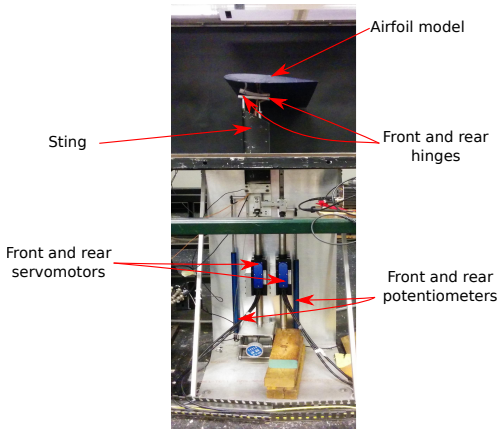 Airfoil model
Sting
Front and rear
hinges
Front and rear
servomotors
Front and rear
potentiometers